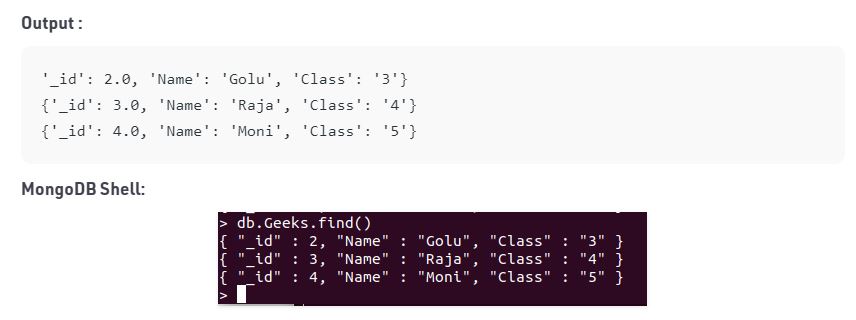 Output :
'_id': 2.0, 'Name': 'Golu', 'Class': '3'}
{'_id': 3.0, 'Name': 'Raja', 'Class': '4'}
{'_id': 4.0, 'Name': 'Moni', 'Class': '5'}
MongoDB Shell:
> db.Geeks.find()
{ "_id" : 2, "Name" : "Golu", "Class" : "3" }
{ "_id" : 3, "Name" : "Raja", "Class" : "4" }
{ "_id" : 4, "Name" : "Moni", "Class" : "5" }
>